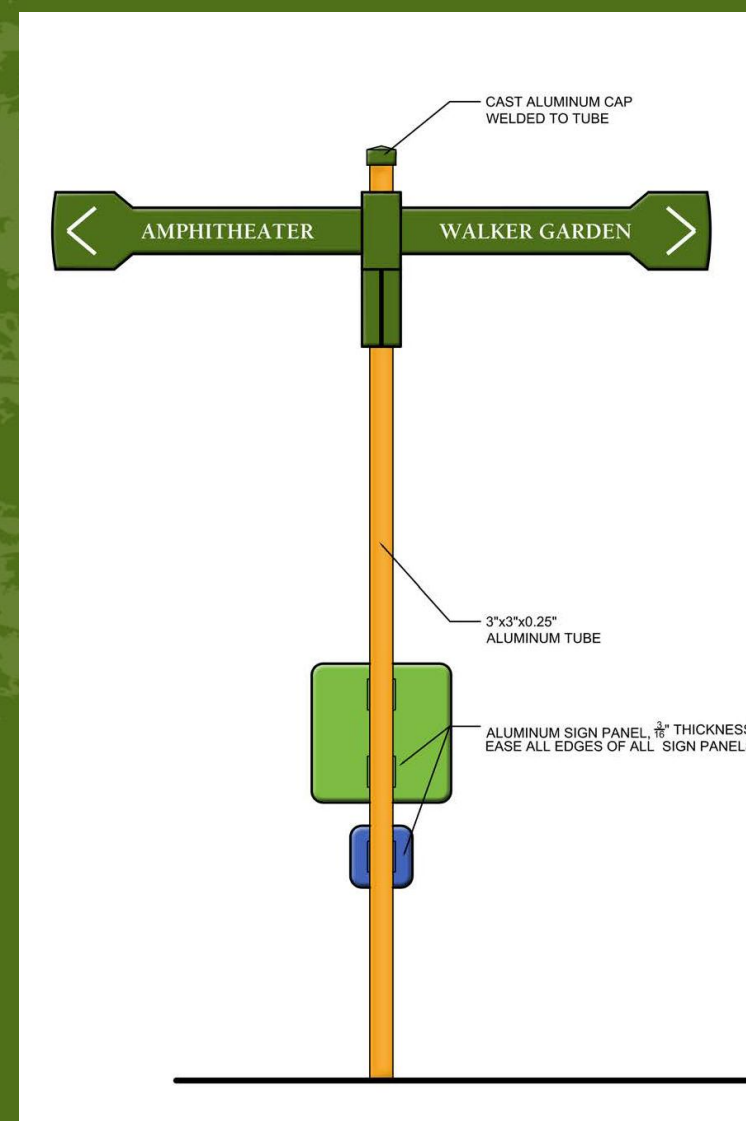 CAST ALUMINUM CAP
WELDED TO TUBE
AMPHITHEATER
WALKER GARDEN
3"x3"x0.25"
ALUMINUM TUBE
ALUMINUM SIGN PANEL, 3/16" THICKNESS
EASE ALL EDGES OF ALL SIGN PANEL